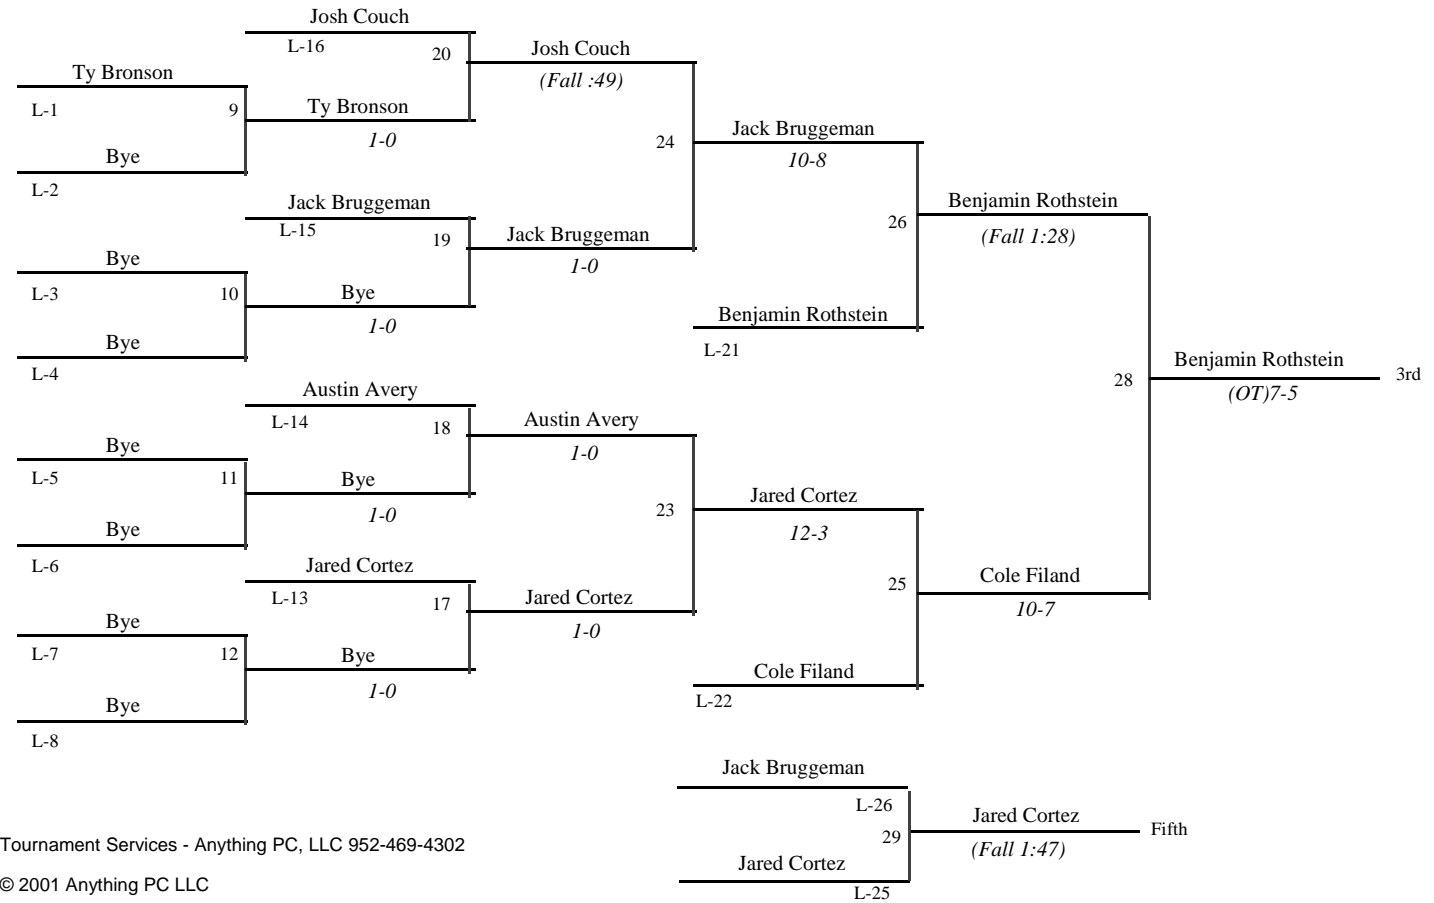 Josh Couch
L-16
20
Josh Couch
(Fall :49)
Ty Bronson
L-1
9
Ty Bronson
1-0
Bye
L-2
24
Jack Bruggeman
10-8
Jack Bruggeman
L-15
19
Jack Bruggeman
1-0
26
Benjamin Rothstein
(Fall 1:28)
Bye
L-3
10
Bye
1-0
Bye
L-4
Benjamin Rothstein
L-21
28
Benjamin Rothstein
(OT)7-5
3rd
Austin Avery
L-14
18
Austin Avery
1-0
Bye
L-5
11
Bye
1-0
Bye
L-6
23
Jared Cortez
12-3
Jared Cortez
L-13
17
Jared Cortez
1-0
25
Cole Filand
10-7
Bye
L-7
12
Bye
1-0
Bye
L-8
Cole Filand
L-22
Jack Bruggeman
L-26
29
Jared Cortez
(Fall 1:47)
Fifth
Jared Cortez
L-25
Tournament Services - Anything PC, LLC 952-469-4302
© 2001 Anything PC LLC